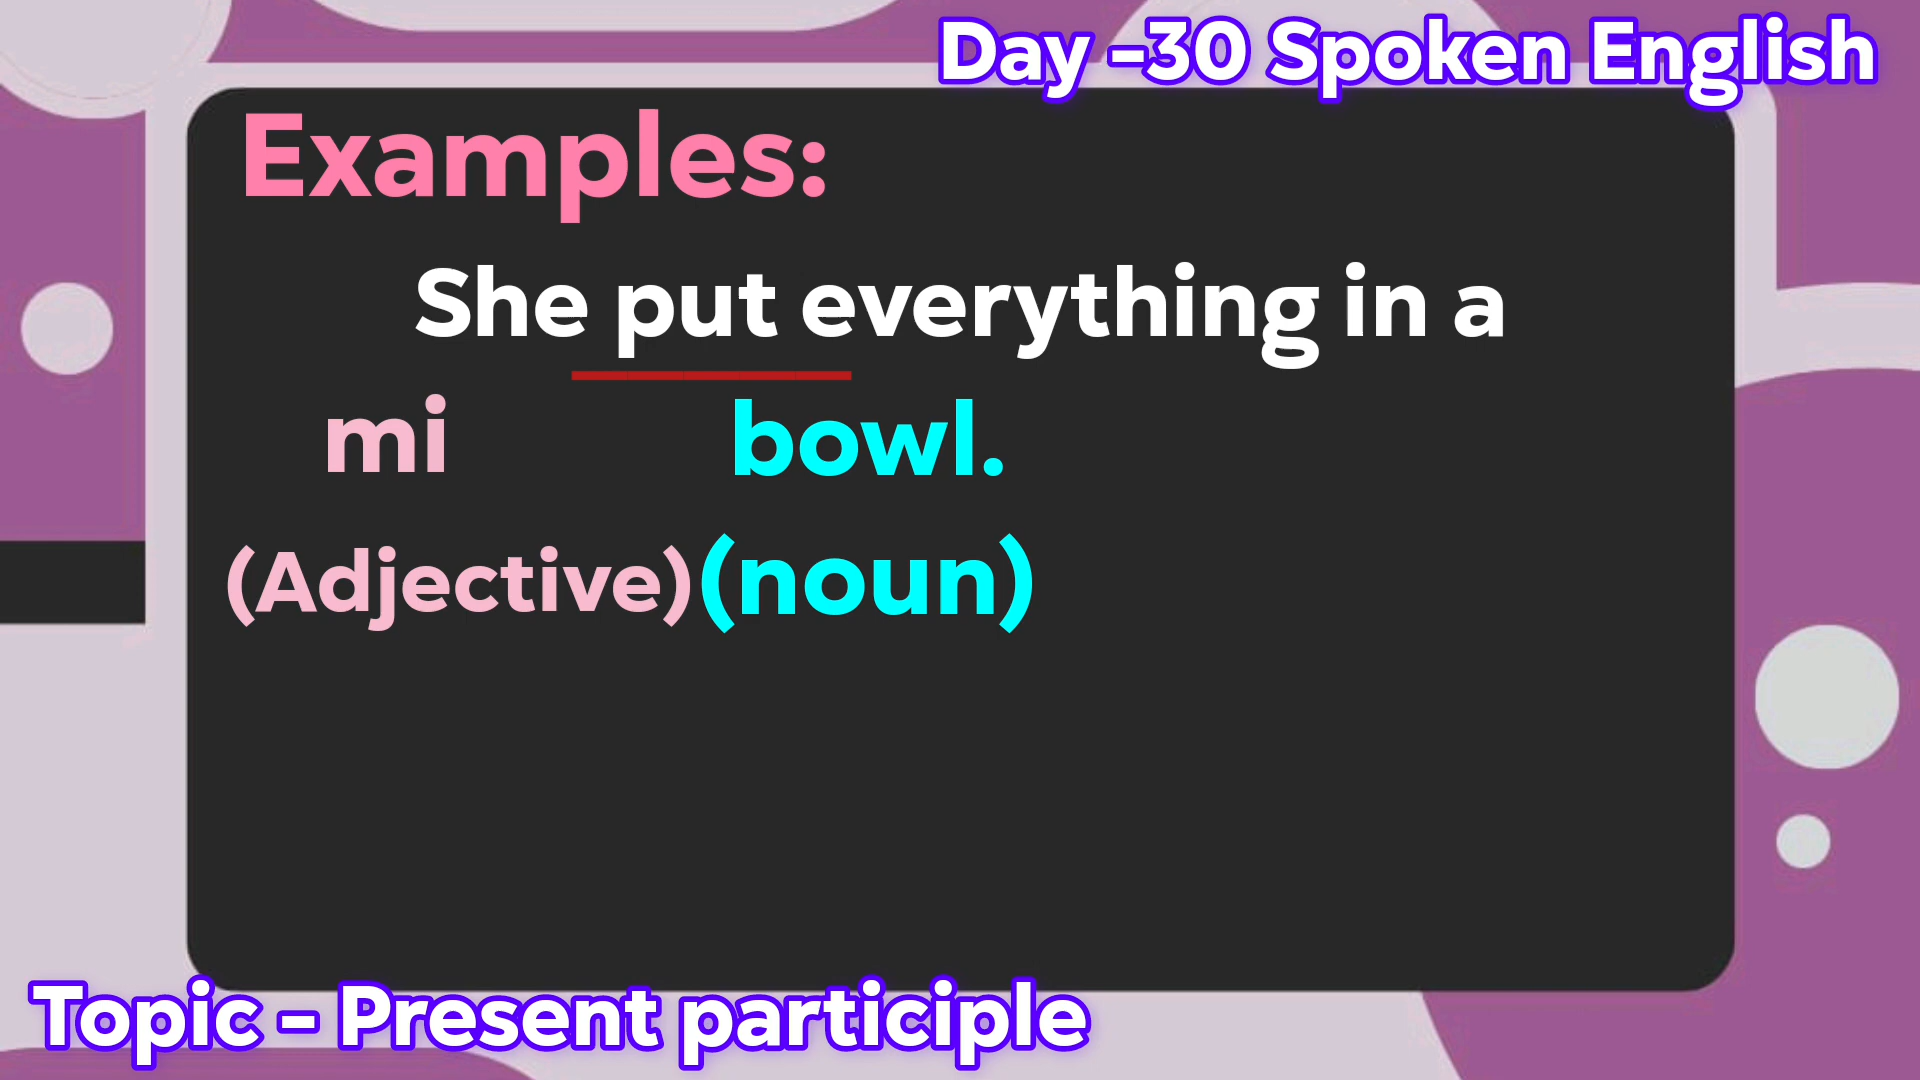 Day -30 Spoken English
Examples:
She put everything in a
mi bowl.
(Adjective)(noun)
Topic - Present participle